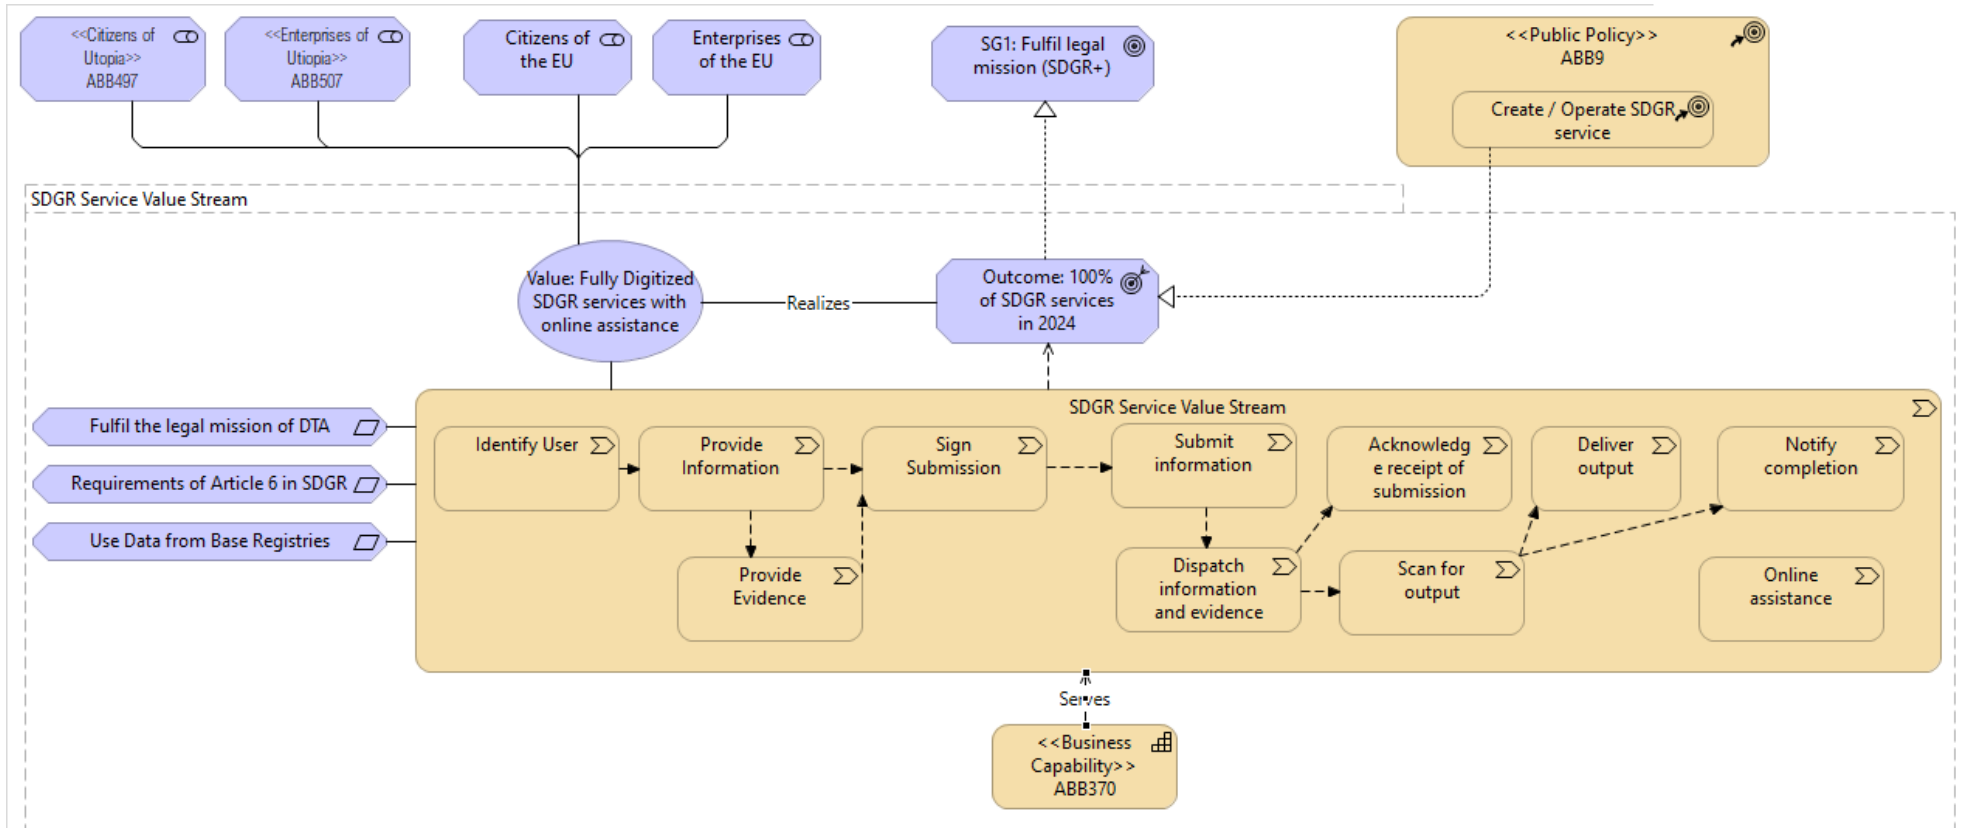 <<Citizens of
Utopia>>
ABB497
<<Enterprises of
Utiopia>>
ABB507
Citizens of
the EU
Enterprises
of the EU
SG1: Fulfil legal
mission (SDGR+)
<<Public Policy>>
ABB9
Create / Operate SDGR
service
SDGR Service Value Stream
Value: Fully Digitized
SDGR services with
online assistance
Realizes
Outcome: 100%
of SDGR services
in 2024
Fulfil the legal mission of DTA
Requirements of Article 6 in SDGR
Use Data from Base Registries
SDGR Service Value Stream
Identify User
Provide
Information
Sign
Submission
Submit
information
Acknowledg
e receipt of
submission
Deliver
output
Notify
completion
Provide
Evidence
Dispatch
information
and evidence
Scan for
output
Online
assistance
Serves
<<Business
Capability>>
ABB370